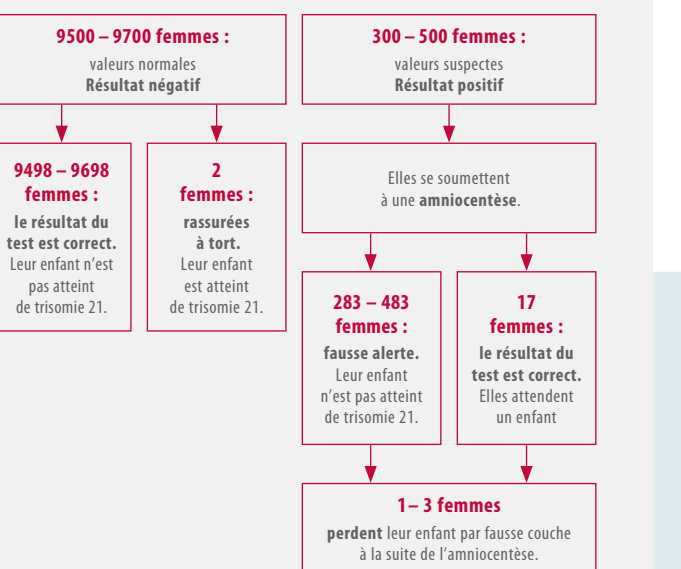 9500 – 9700 femmes :
valeurs normales
Résultat négatif
300 – 500 femmes :
valeurs suspectes
Résultat positif
9498 – 9698
femmes :
le résultat du
test est correct.
Leur enfant n'est
pas atteint
de trisomie 21.
2
femmes :
rassurées
à tort.
Leur enfant
est atteint
de trisomie 21.
Elles se soumettent
à une amniocentèse.
283 – 483
femmes :
fausse alerte.
Leur enfant
n'est pas atteint
de trisomie 21.
17
femmes :
le résultat du
test est correct.
Elles attendent
un enfant
1– 3 femmes
perdent leur enfant par fausse couche
à la suite de l'amniocentèse.